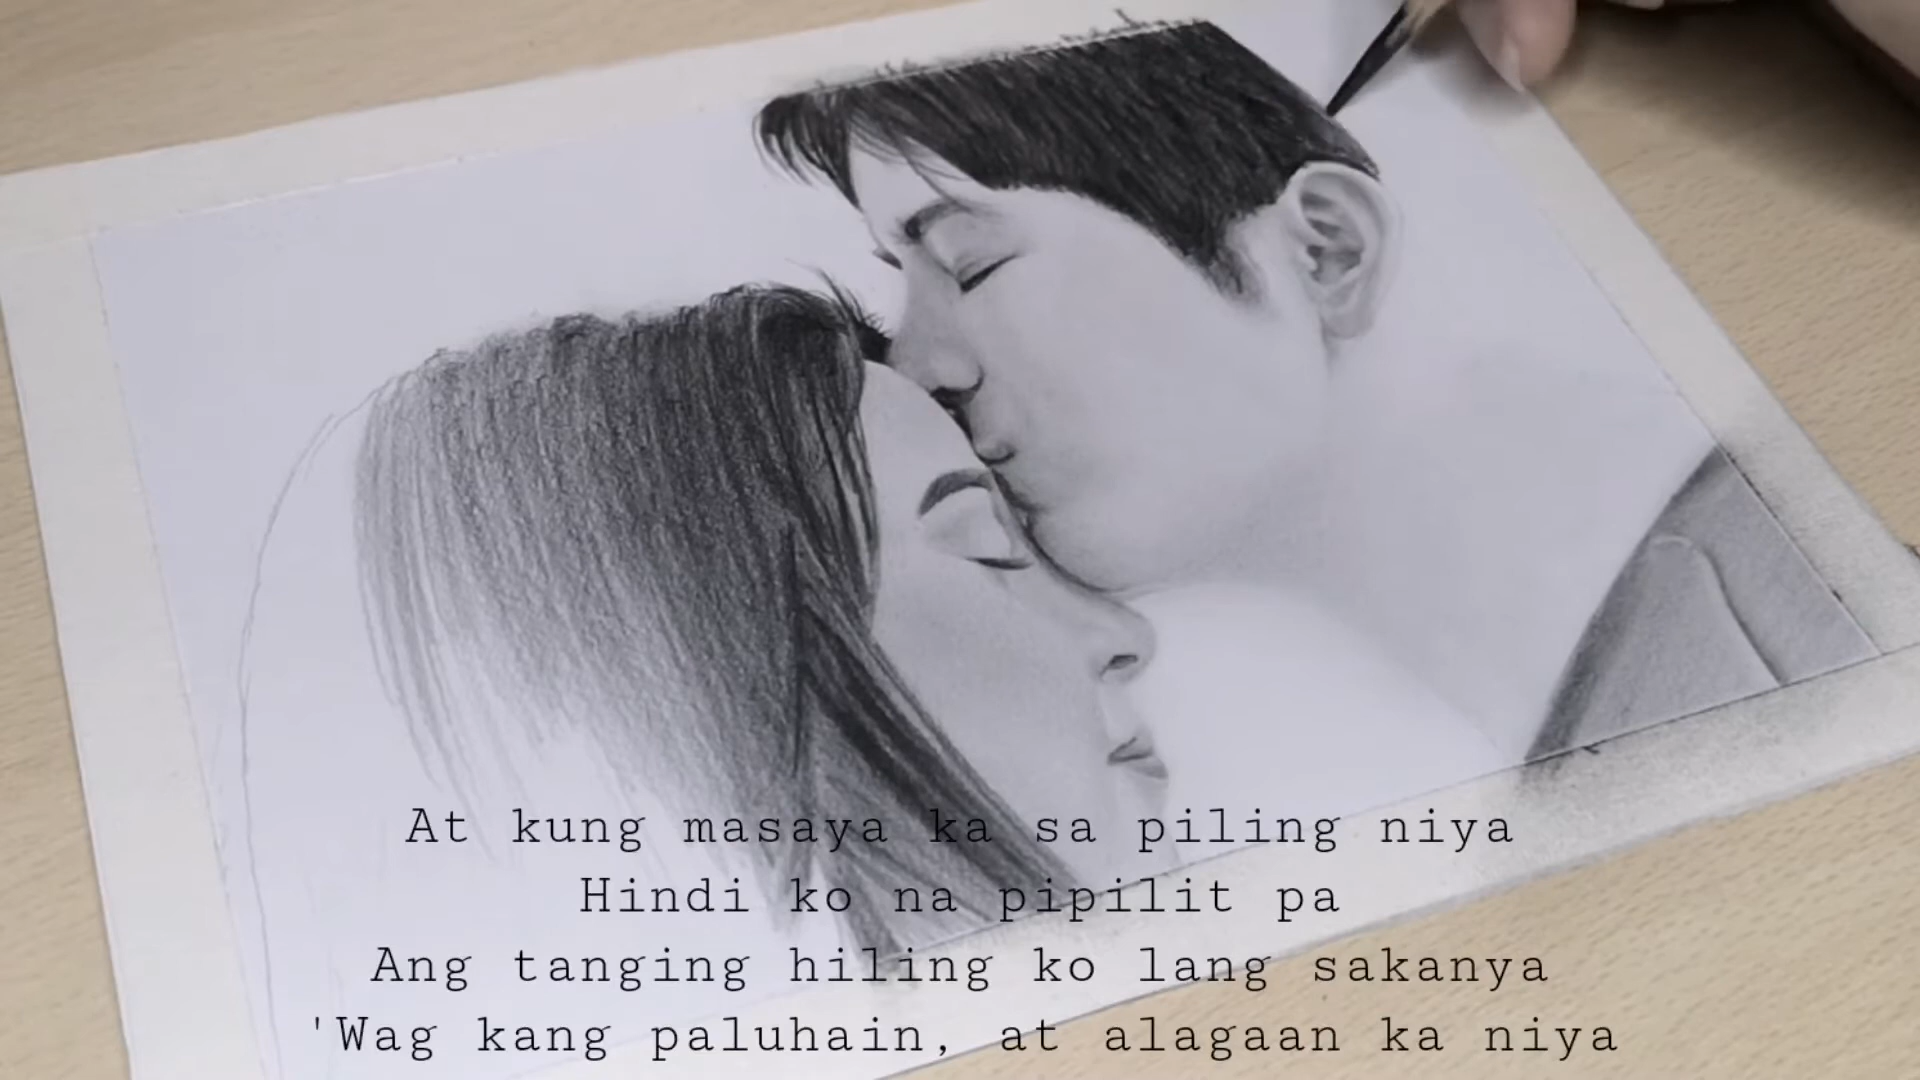 At kung masaya ka sa piling niya
Hindi ko na pipilit pa
Ang tanging hiling ko lang sakanya
'Wag kang paluhain, at alagaan ka niya